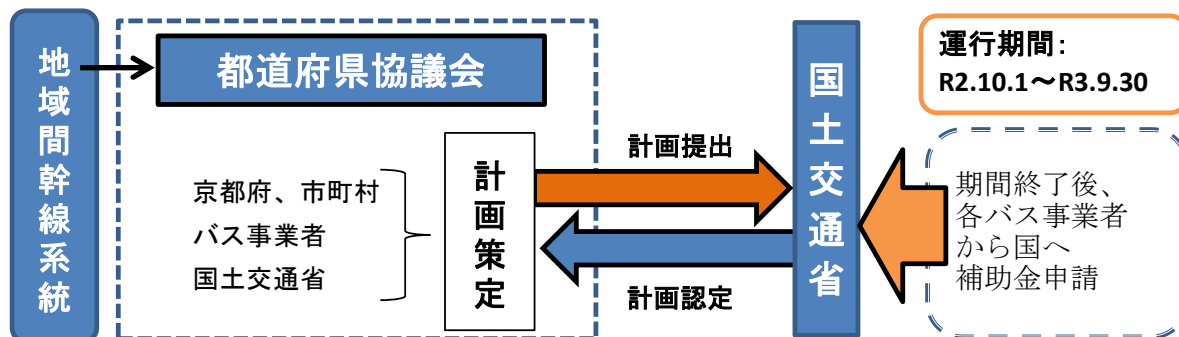 地域間幹線系統
都道府県協議会
京都府、市町村
バス事業者
国土交通省
計画策定
計画提出
計画認定
国土交通省
運行期間：
R2.10.1～R3.9.30
期間終了後、
各バス事業者
から国へ
補助金申請